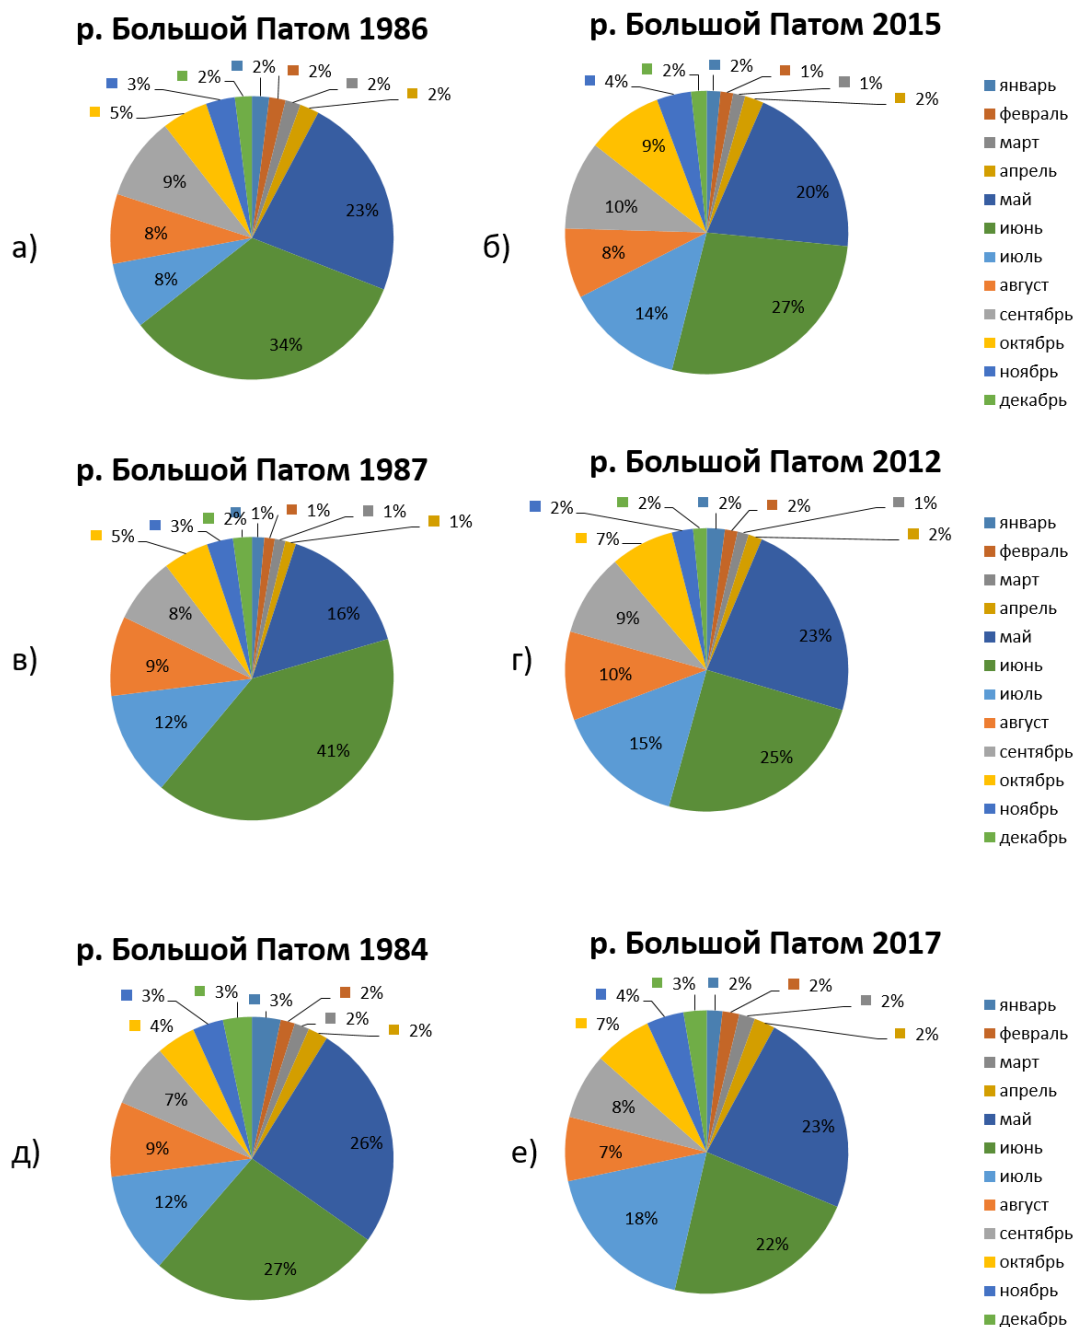 р. Большой Патом 1986
3% 2% 2% 2% 2% 2%
5%
9%
23%
8%
8%
34%
а)
р. Большой Патом 2015
4% 2% 2% 1% 1% 2%
9%
20%
10%
8%
14%
27%
б)
январь
февраль
март
апрель
май
июнь
июль
август
сентябрь
октябрь
ноябрь
декабрь
р. Большой Патом 1987
5% 3% 2% 1% 1% 1% 1%
8%
16%
9%
12%
41%
в)
р. Большой Патом 2012
2% 2% 2% 2% 1% 2%
7%
9%
23%
10%
15%
25%
г)
январь
февраль
март
апрель
май
июнь
июль
август
сентябрь
октябрь
ноябрь
декабрь
р. Большой Патом 1984
3% 3% 3% 2% 2% 2%
4%
7%
26%
9%
12%
27%
д)
р. Большой Патом 2017
4% 3% 2% 2% 2% 2%
7%
8%
23%
7%
18%
22%
е)
январь
февраль
март
апрель
май
июнь
июль
август
сентябрь
октябрь
ноябрь
декабрь